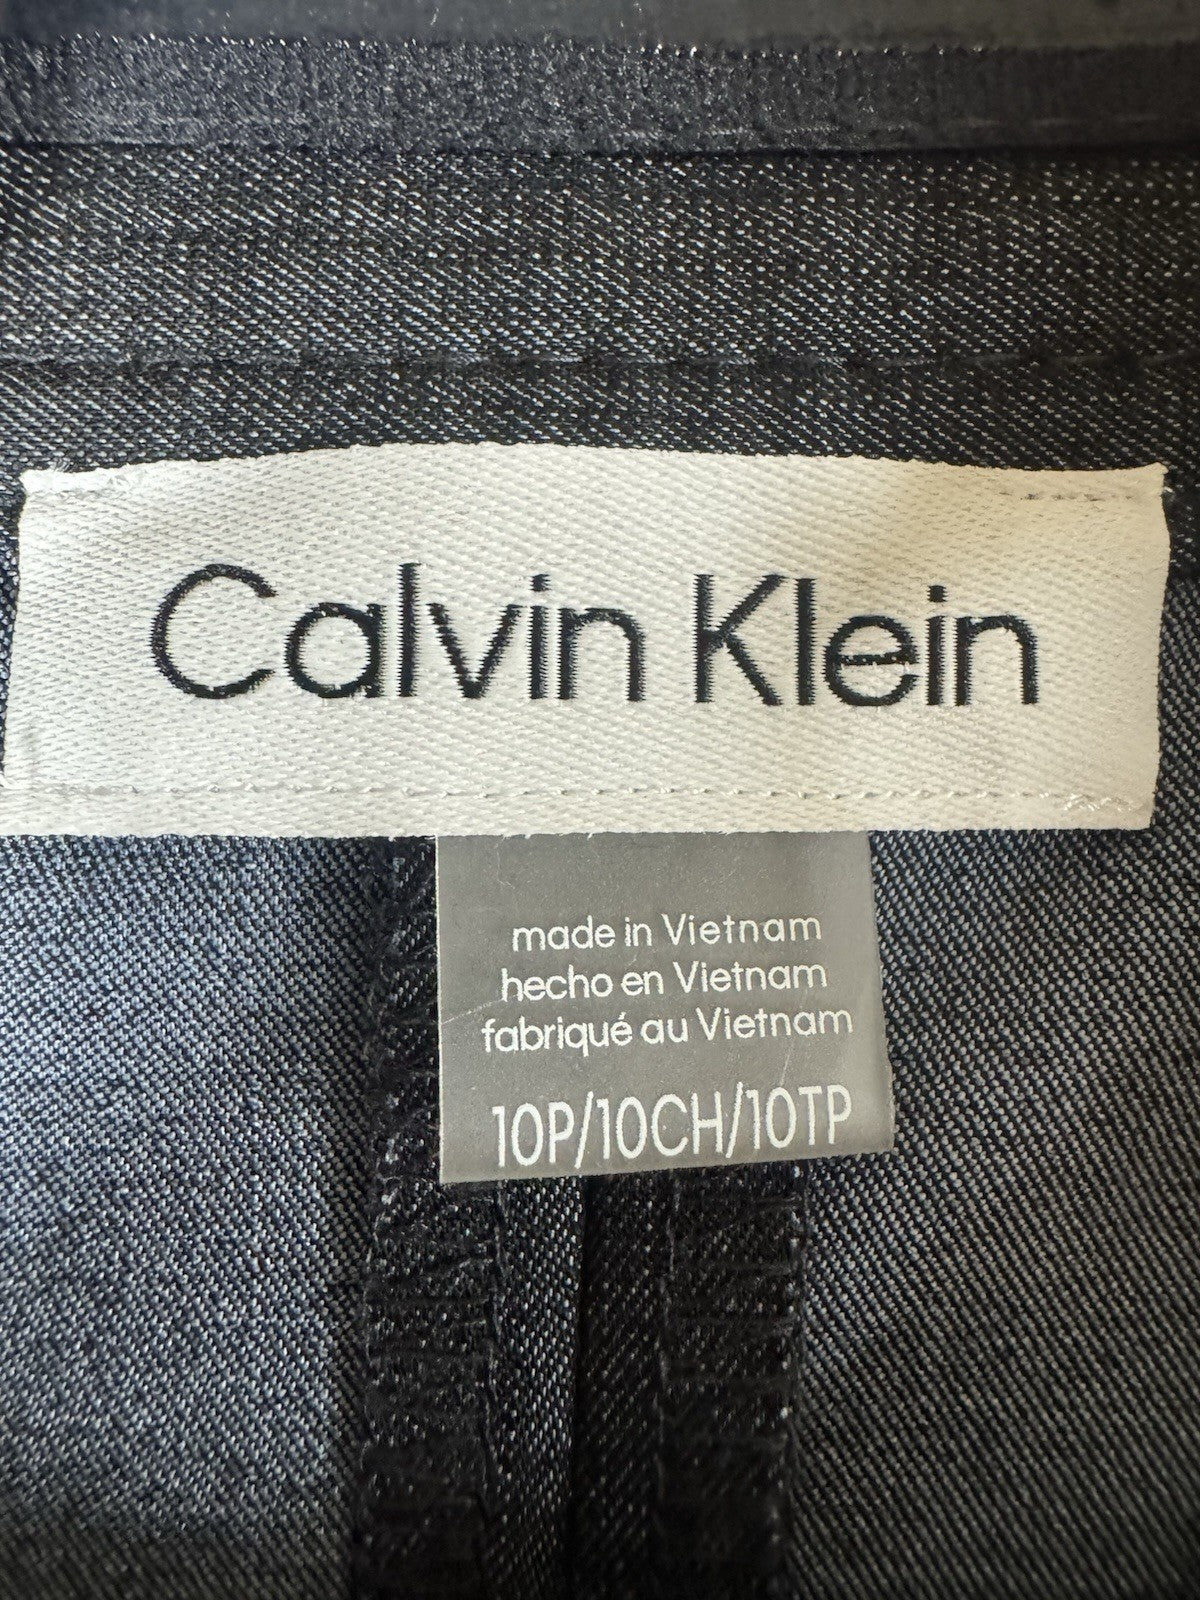 Calvin Klein
made in Vietnam
hecho en Vietnam
fabriqué au Vietnam
10P/10CH/10TP